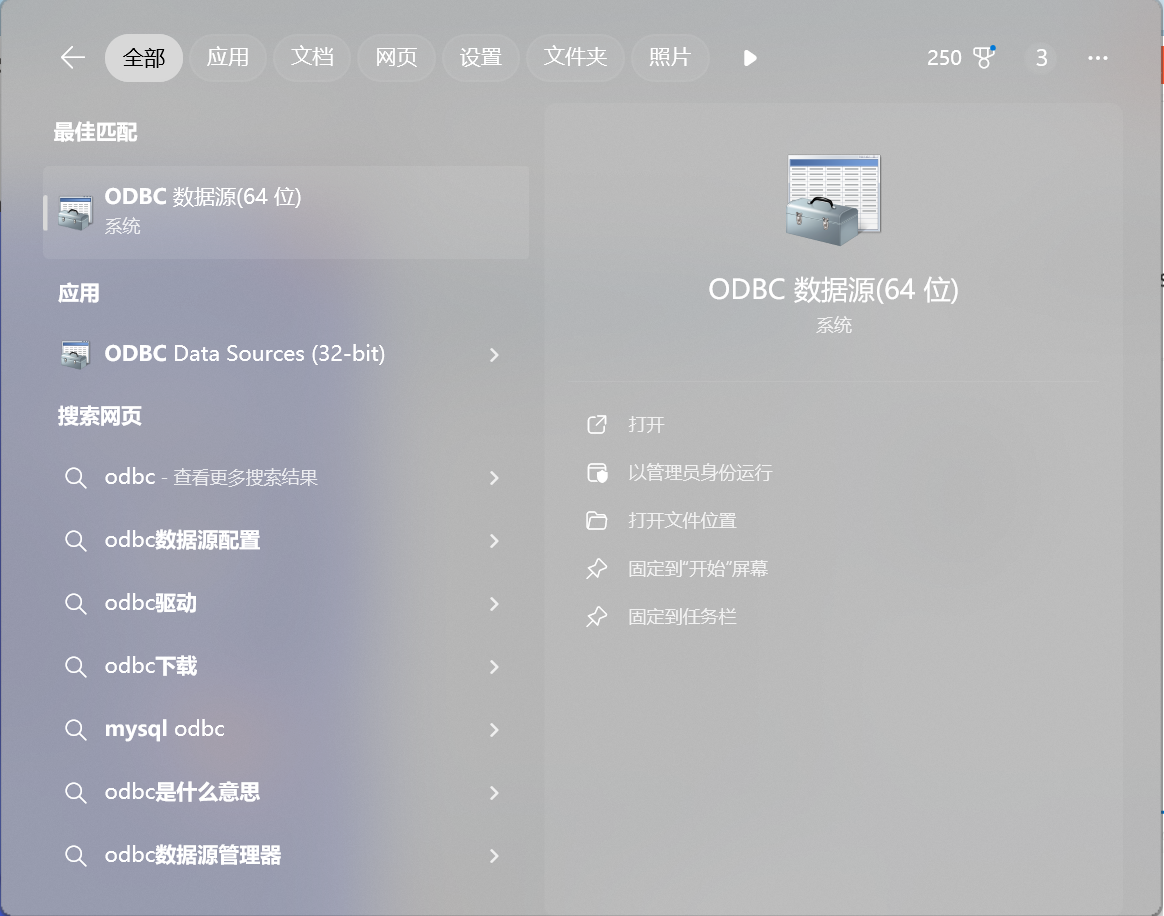 全部 应用 文档 网页 设置 文件夹 照片 250 3
最佳匹配
ODBC 数据源(64 位)
系统
应用
ODBC Data Sources (32-bit)
搜索网页
odbc - 查看更多搜索结果
odbc数据源配置
odbc驱动
odbc下载
mysql odbc
odbc是什么意思
odbc数据源管理器
ODBC 数据源(64 位)
系统
打开
以管理员身份运行
打开文件位置
固定到“开始”屏幕
固定到任务栏